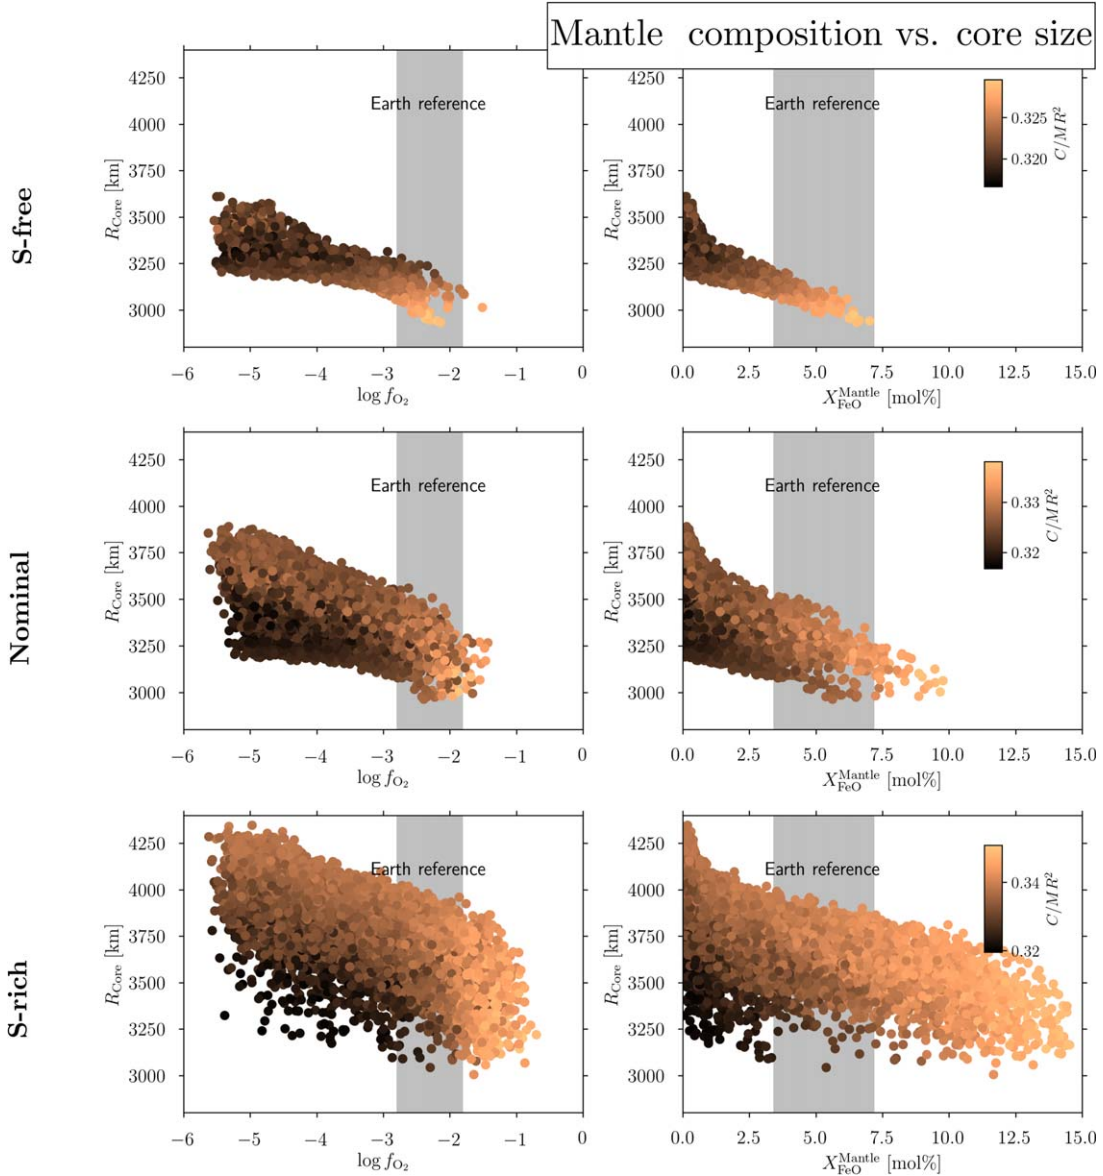 Mantle composition vs. core size
S-free
4250
4000
3750
3500
3250
3000
R_Core [km]
Earth reference
−6 −5 −4 −3 −2 −1 0
log f_O₂
4250
4000
3750
3500
3250
3000
R_Core [km]
Earth reference
0.325
0.320
C/MR²
0.0 2.5 5.0 7.5 10.0 12.5 15.0
X_FeO^Mantle [mol%]
Nominal
4250
4000
3750
3500
3250
3000
R_Core [km]
Earth reference
−6 −5 −4 −3 −2 −1 0
log f_O₂
4250
4000
3750
3500
3250
3000
R_Core [km]
Earth reference
0.33
0.32
C/MR²
0.0 2.5 5.0 7.5 10.0 12.5 15.0
X_FeO^Mantle [mol%]
S-rich
4250
4000
3750
3500
3250
3000
R_Core [km]
Earth reference
−6 −5 −4 −3 −2 −1 0
log f_O₂
4250
4000
3750
3500
3250
3000
R_Core [km]
Earth reference
0.34
0.32
C/MR²
0.0 2.5 5.0 7.5 10.0 12.5 15.0
X_FeO^Mantle [mol%]